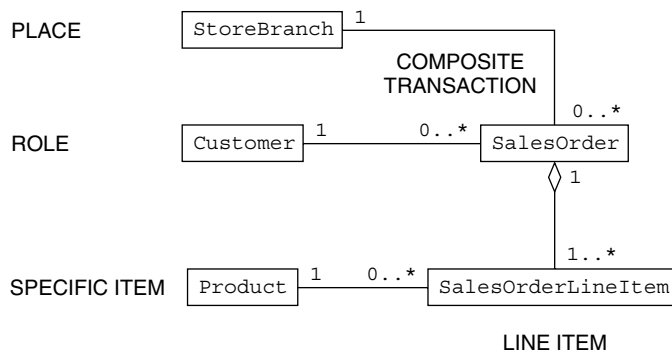 PLACE
StoreBranch
1
COMPOSITE
TRANSACTION
0..*
ROLE
Customer
1
0..*
SalesOrder
1
1..*
SPECIFIC ITEM
Product
1
0..*
SalesOrderLineItem
LINE ITEM